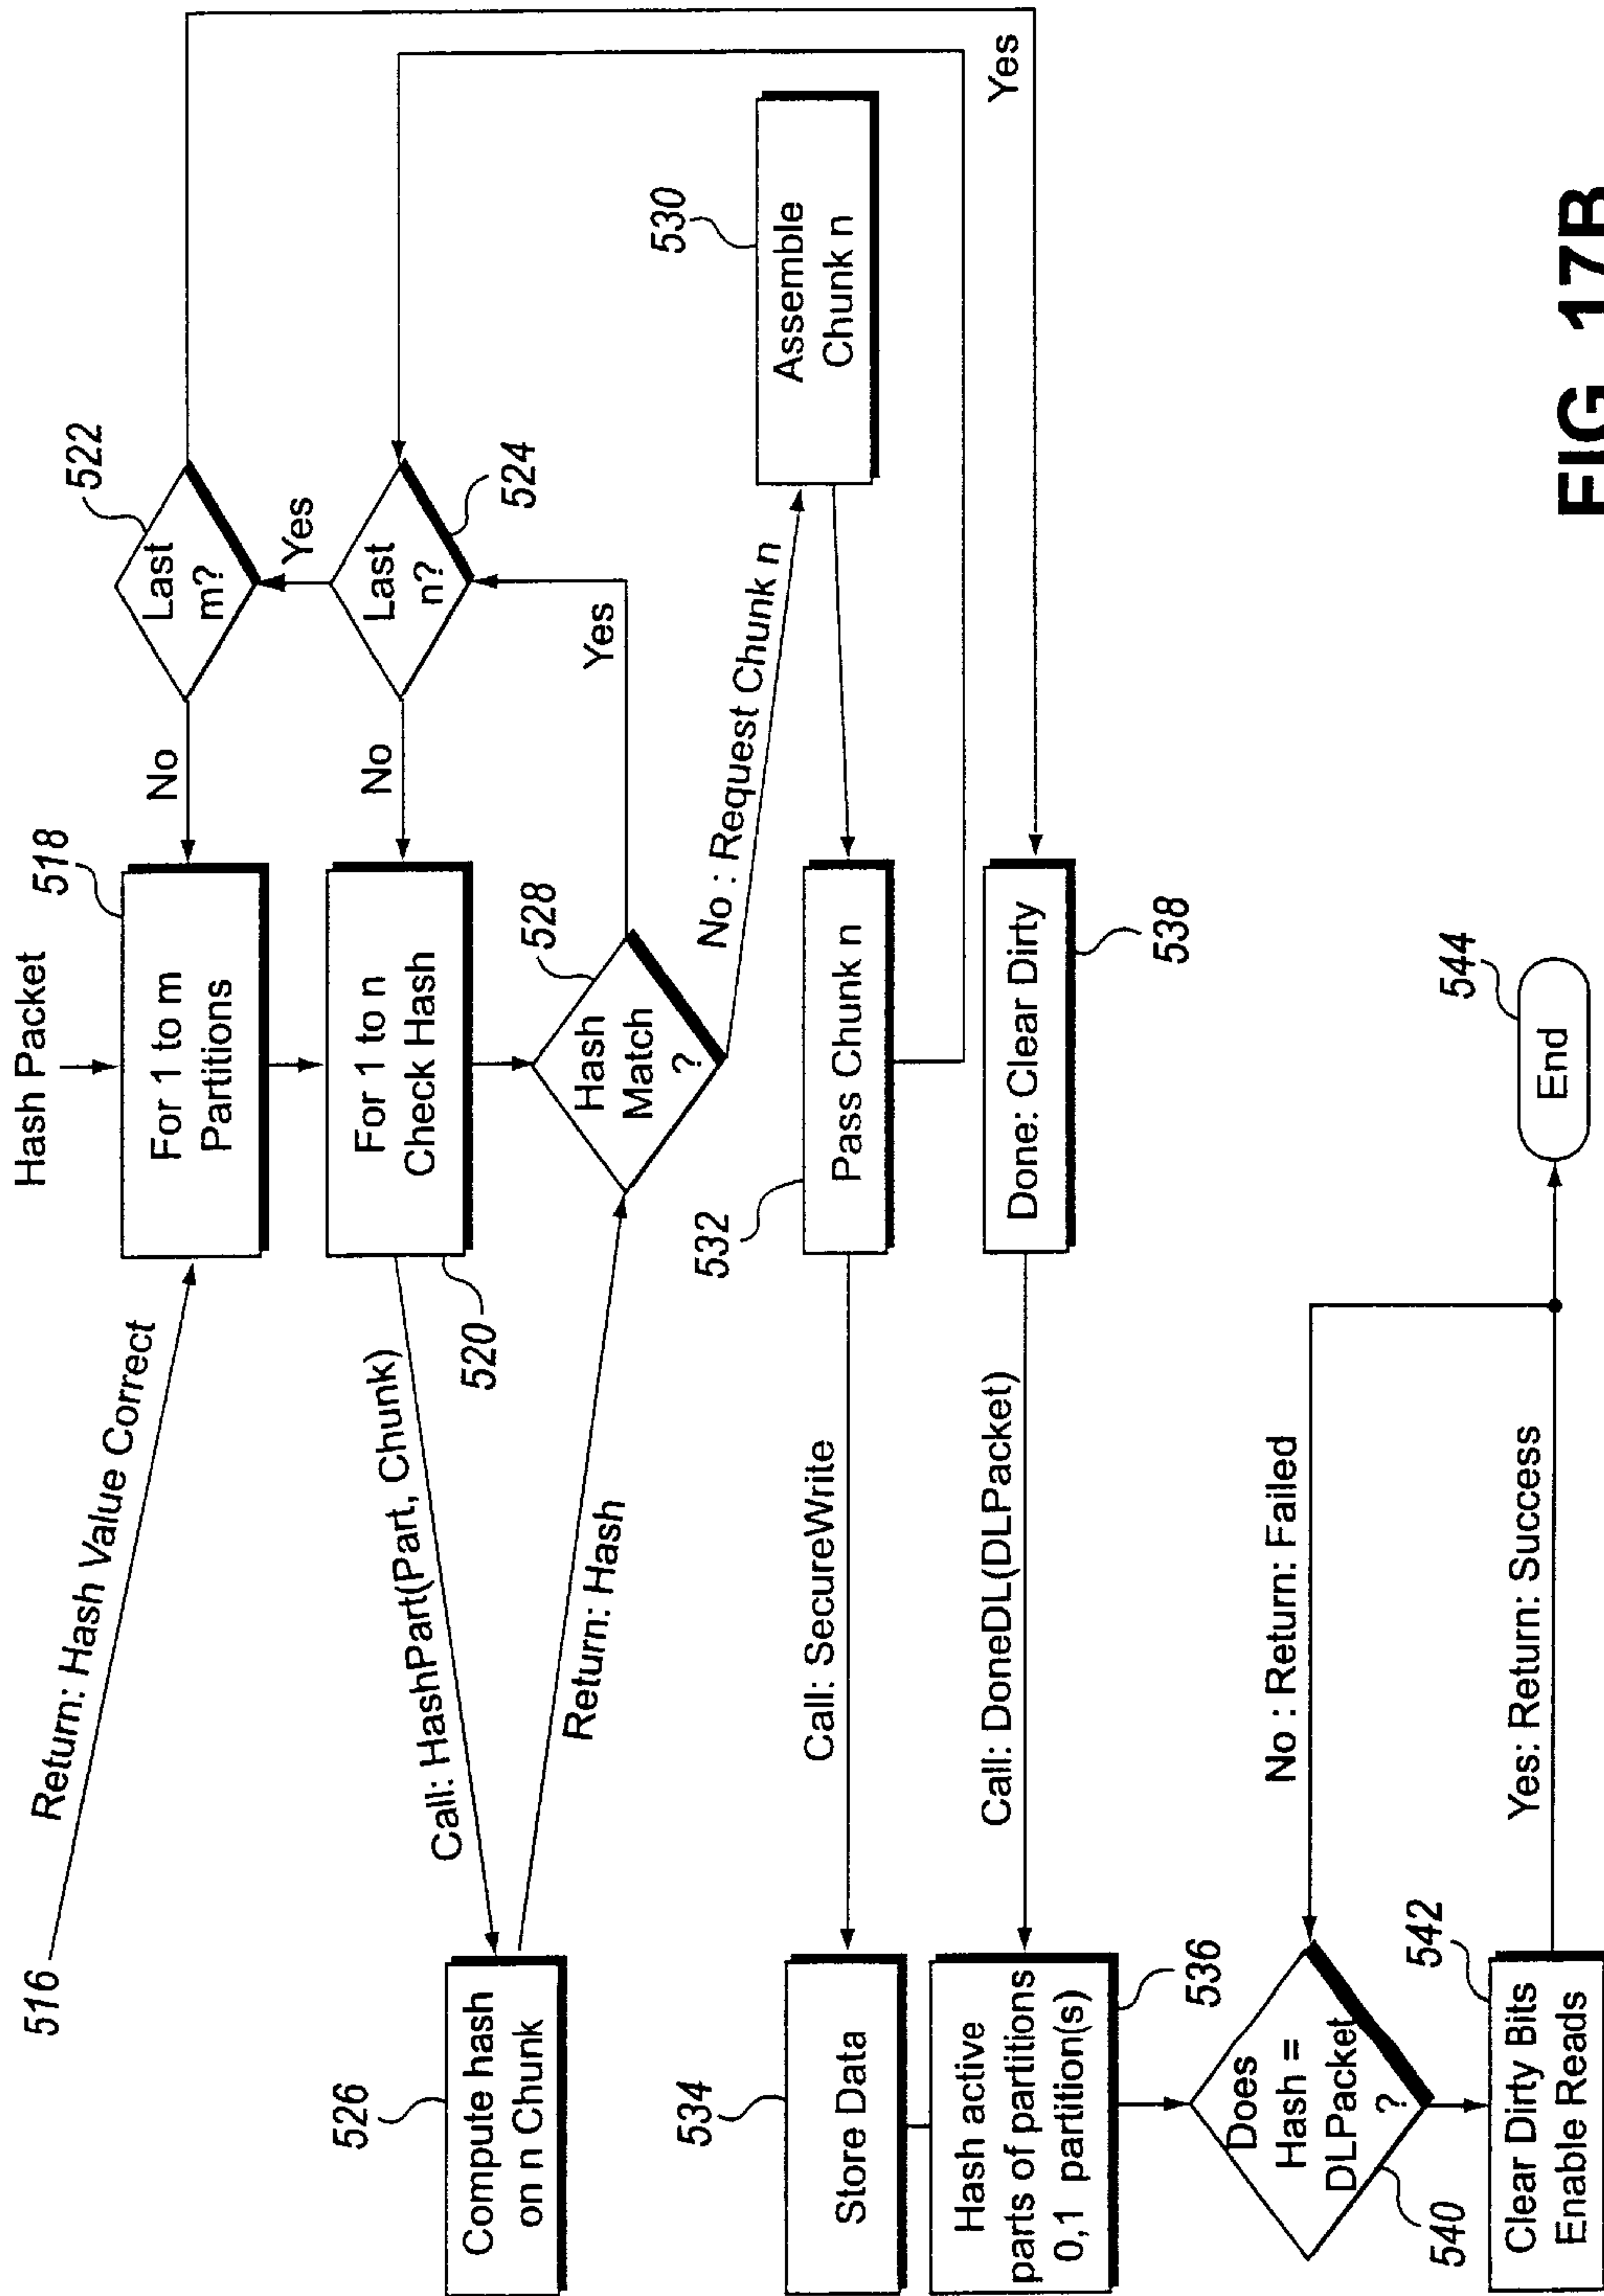 Hash Packet
516
Return: Hash Value Correct
518
For 1 to m
Partitions
No
Last
m?
522
Yes
For 1 to n
Check Hash
520
No
Last
n?
524
Call: HashPart(Part, Chunk)
526
Compute hash
on n Chunk
Return: Hash
528
Hash
Match
?
Yes
No : Request Chunk n
530
Assemble
Chunk n
532
Pass Chunk n
Call: SecureWrite
534
Store Data
Yes
Done: Clear Dirty
538
Call: DoneDL(DLPacket)
Hash active
parts of partitions
0,1 partition(s)
536
Does
Hash =
DLPacket
?
540
No : Return: Failed
542
Clear Dirty Bits
Enable Reads
Yes: Return: Success
544
End
FIG. 17B